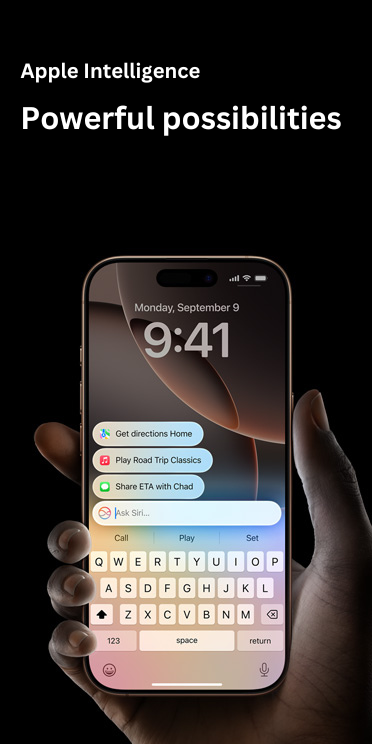 Apple Intelligence
Powerful possibilities
Monday, September 9
9:41
Get directions Home
Play Road Trip Classics
Share ETA with Chad
Ask Siri...
Call Play Set
Q W E R T Y U I O P
A S D F G H J K L
Z X C V B N M
123 space return